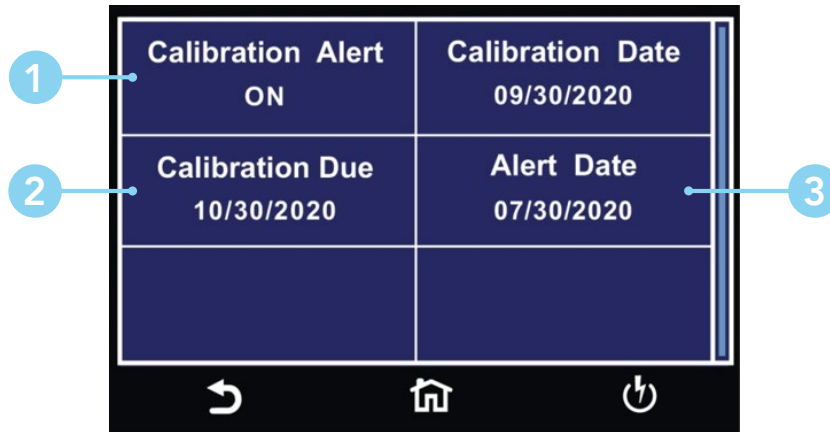 1
Calibration Alert
ON
Calibration Date
09/30/2020
2
Calibration Due
10/30/2020
Alert Date
07/30/2020
3